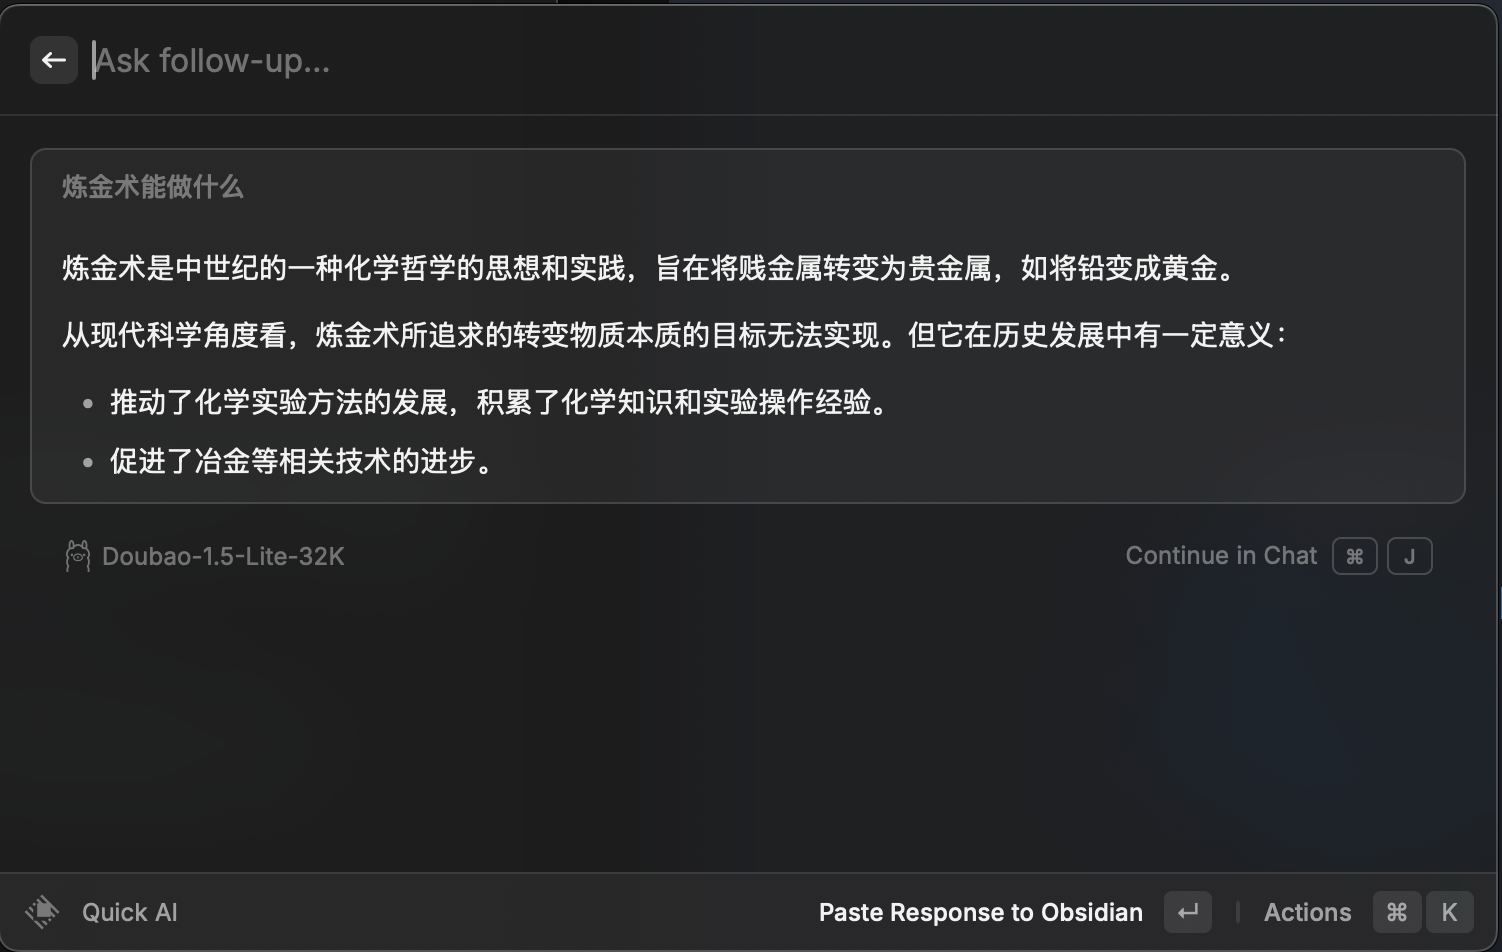 Ask follow-up...
炼金术能做什么
炼金术是中世纪的一种化学哲学的思想和实践，旨在将贱金属转变为贵金属，如将铅变成黄金。
从现代科学角度看，炼金术所追求的转变物质本质的目标无法实现。但它在历史发展中有一定意义：
• 推动了化学实验方法的发展，积累了化学知识和实验操作经验。
• 促进了冶金等相关技术的进步。
Doubao-1.5-Lite-32K
Continue in Chat ⌘ J
Quick AI
Paste Response to Obsidian ↵ | Actions ⌘ K